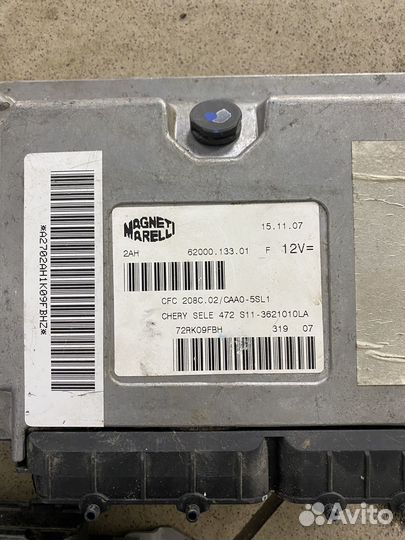 MAGNETI
MARELLI
15.11.07
2AH 62000.133.01 F 12V=
CFC 208C.02/CAA0-5SL1
CHERY SELE 472 S11-3621010LA
72RK09FBH 319 07
*A2702AH1K09FBHZ*
Avito